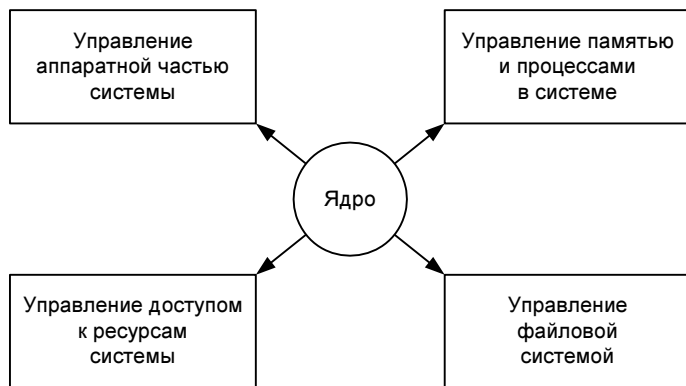 Управление
аппаратной частью
системы
Управление памятью
и процессами
в системе
Ядро
Управление доступом
к ресурсам
системы
Управление
файловой
системой